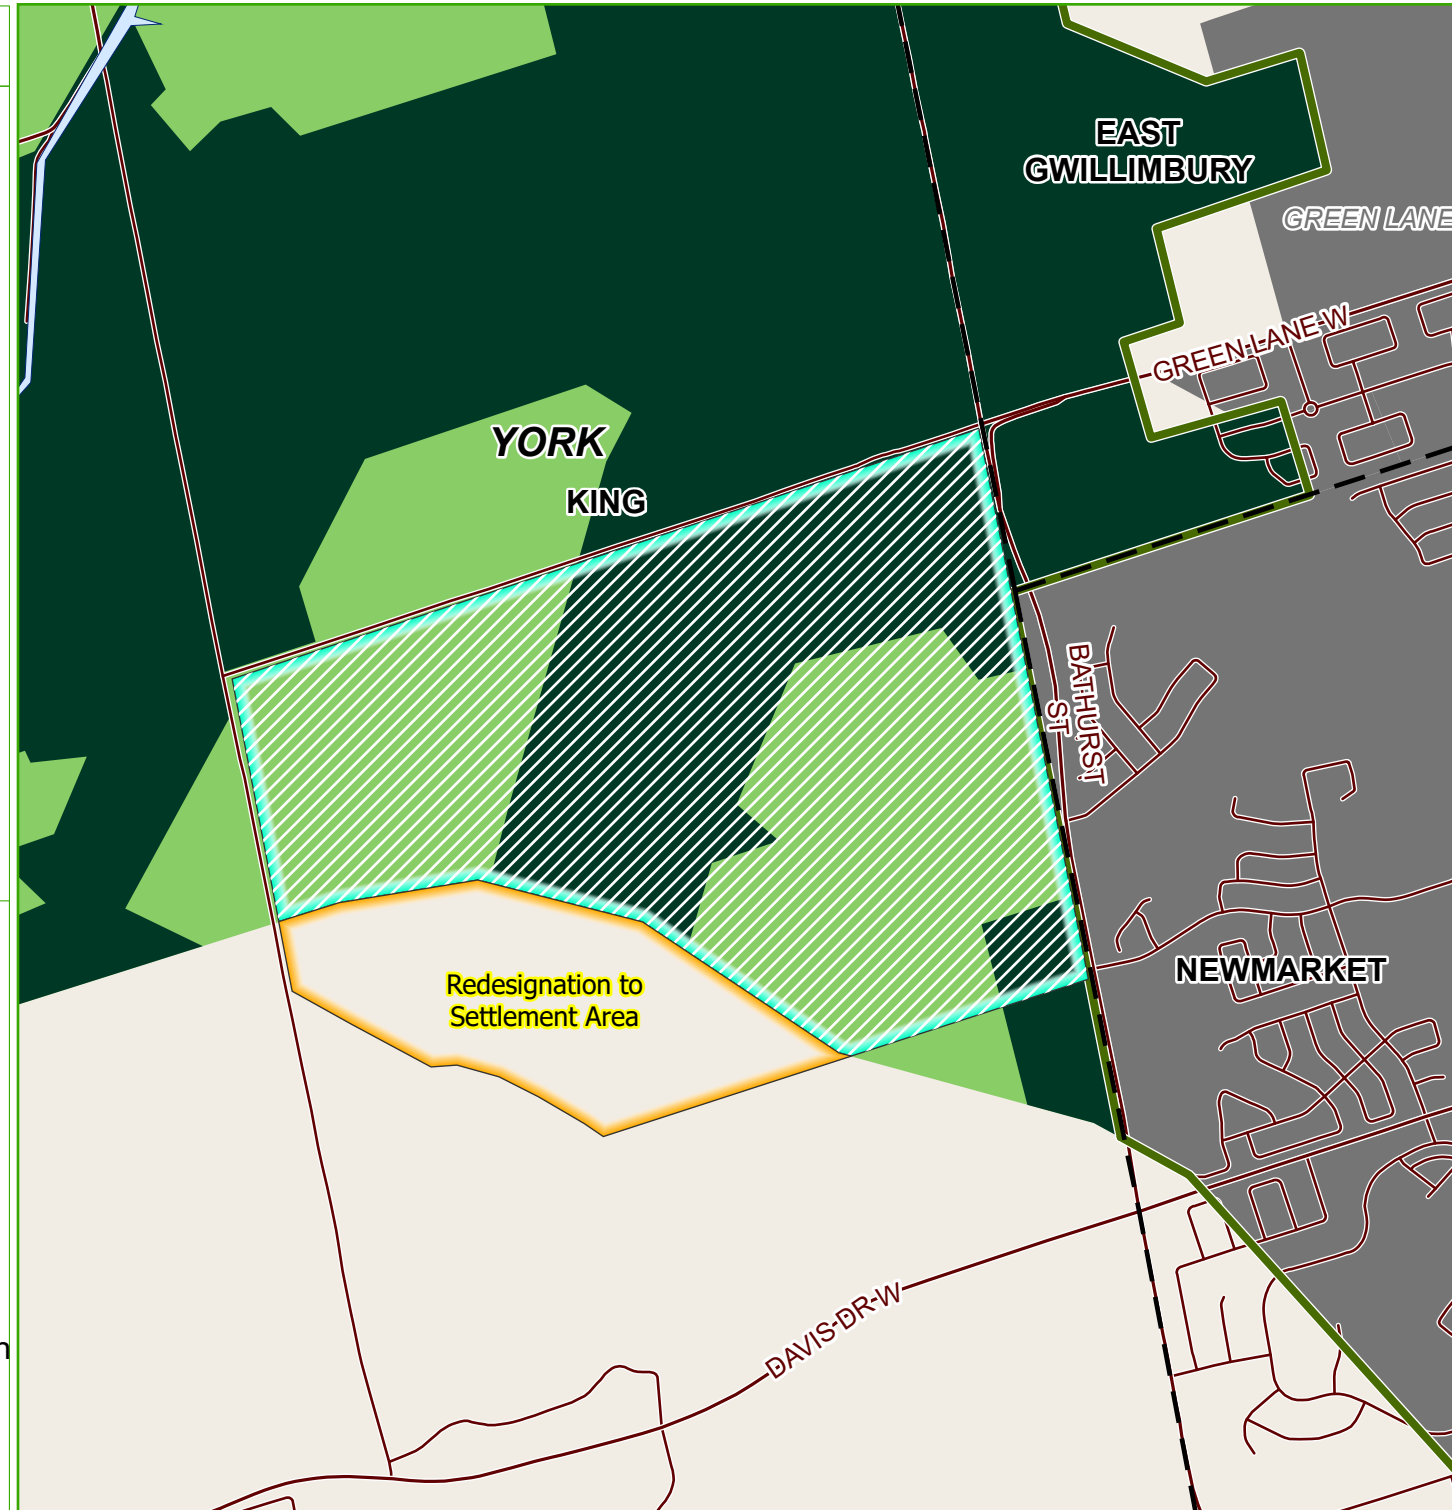 EAST
GWILLIMBURY
GREEN LANE
GREEN LANE W
YORK
KING
BATHURST
ST
NEWMARKET
Redesignation to
Settlement Area
DAVIS DR W